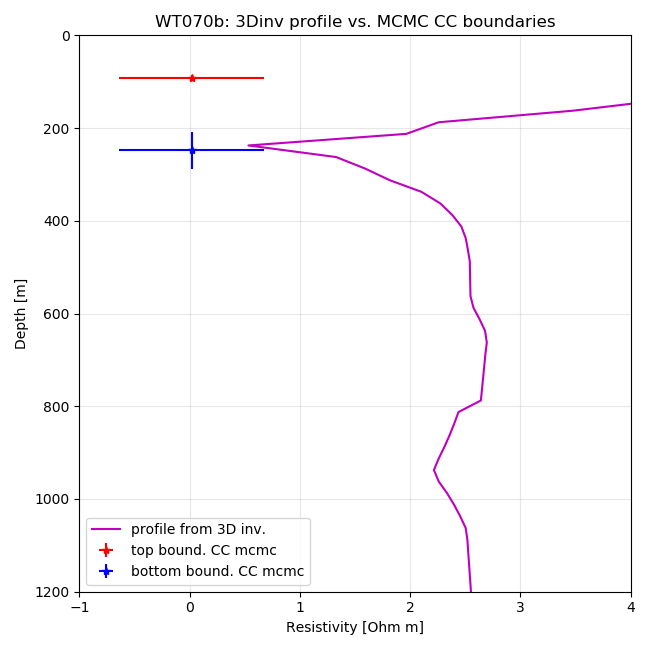 WT070b: 3Dinv profile vs. MCMC CC boundaries
0
200
400
600
800
1000
1200
Depth [m]
profile from 3D inv.
top bound. CC mcmc
bottom bound. CC mcmc
−1 0 1 2 3 4
Resistivity [Ohm m]